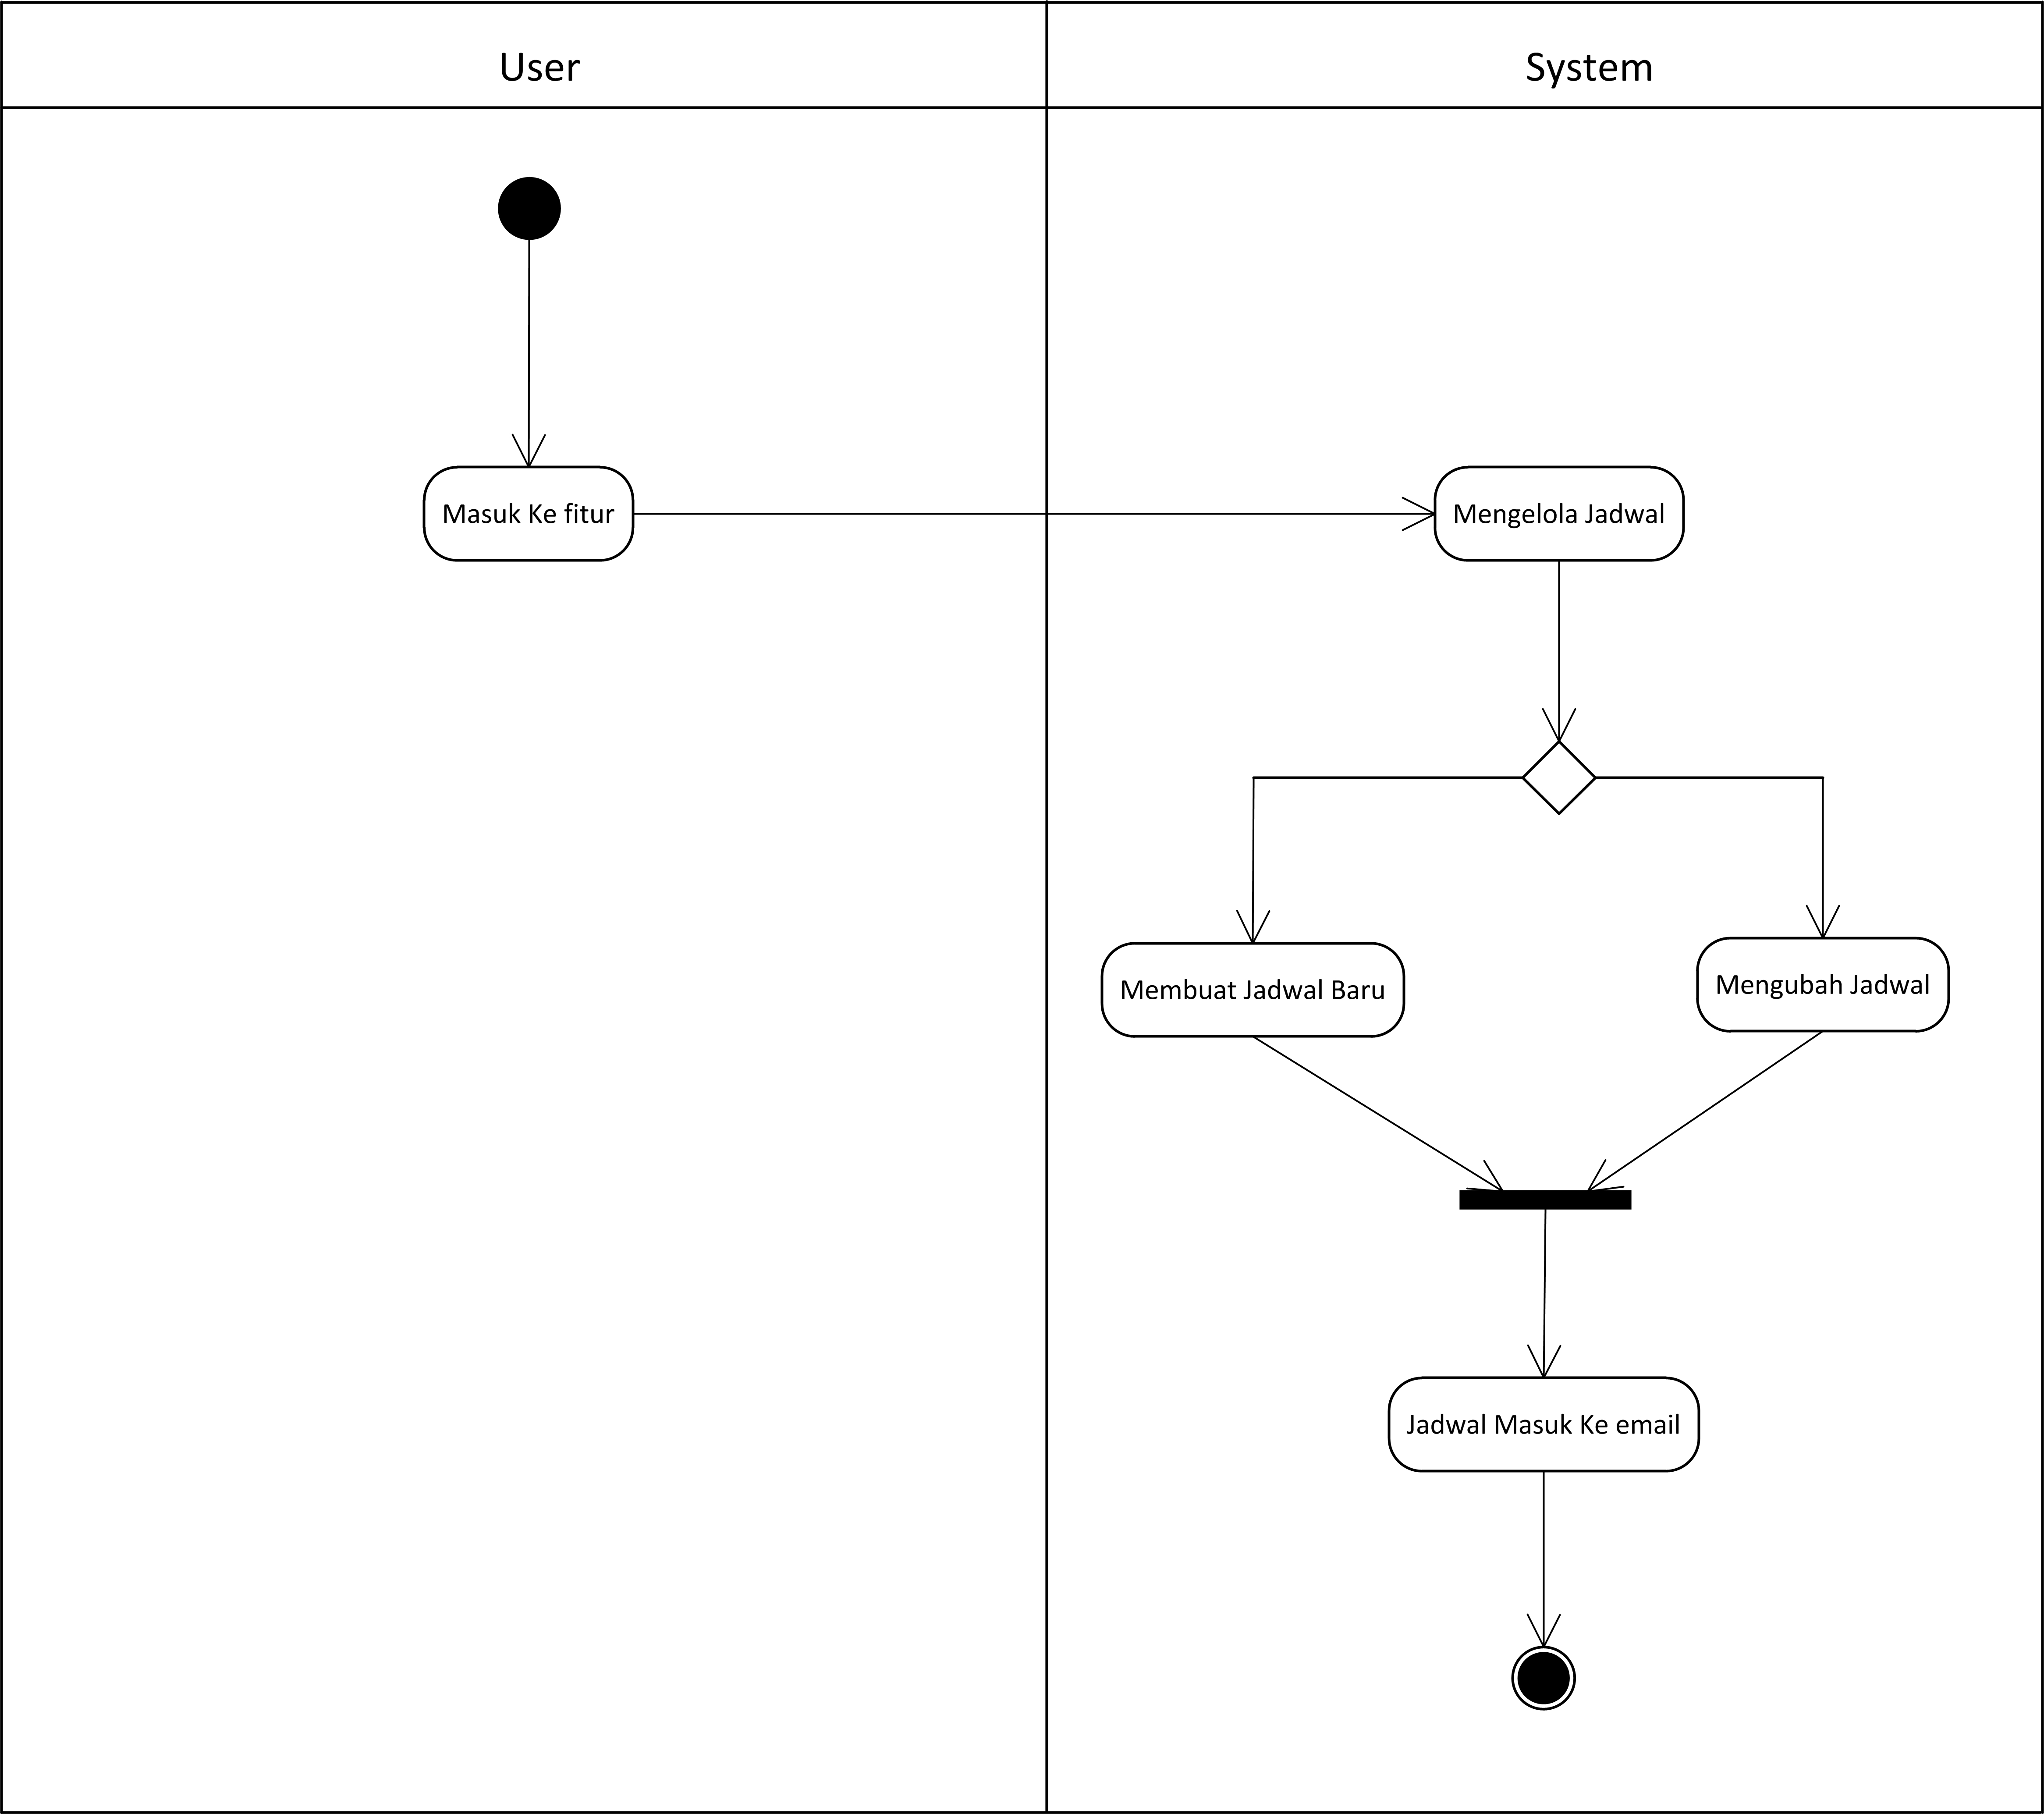 User
System
Masuk Ke fitur
Mengelola Jadwal
Membuat Jadwal Baru
Mengubah Jadwal
Jadwal Masuk Ke email